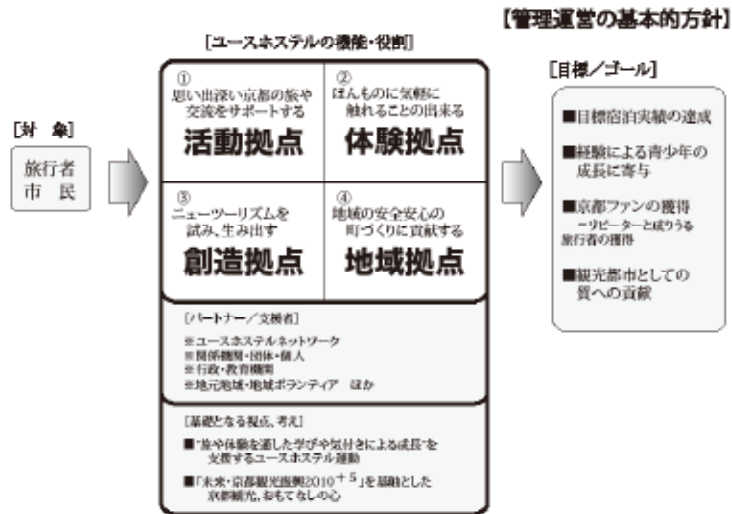 【管理運営の基本的方針】
[ユースホステルの機能・役割]
[対 象]
旅行者
市 民
①
思い出深い京都の旅や
交流をサポートする
活動拠点
②
ほんものに気軽に
触れることの出来る
体験拠点
③
ニューツーリズムを
試み、生み出す
創造拠点
④
地域の安全安心の
町づくりに貢献する
地域拠点
[パートナー／支援者]
※ユースホステルネットワーク
※関係機関・団体・個人
※行政・教育機関
※地元地域・地域ボランティア ほか
[基礎となる視点、考え]
■"旅や体験を通した学びや気付きによる成長"を
支援するユースホステル運動
■「未来・京都観光振興2010＋5」を基軸とした
京都観光、おもてなしの心
[目標／ゴール]
■目標宿泊実績の達成
■経験による青少年の
成長に寄与
■京都ファンの獲得
－リピーターと成りうる
旅行者の獲得
■観光都市としての
質への貢献